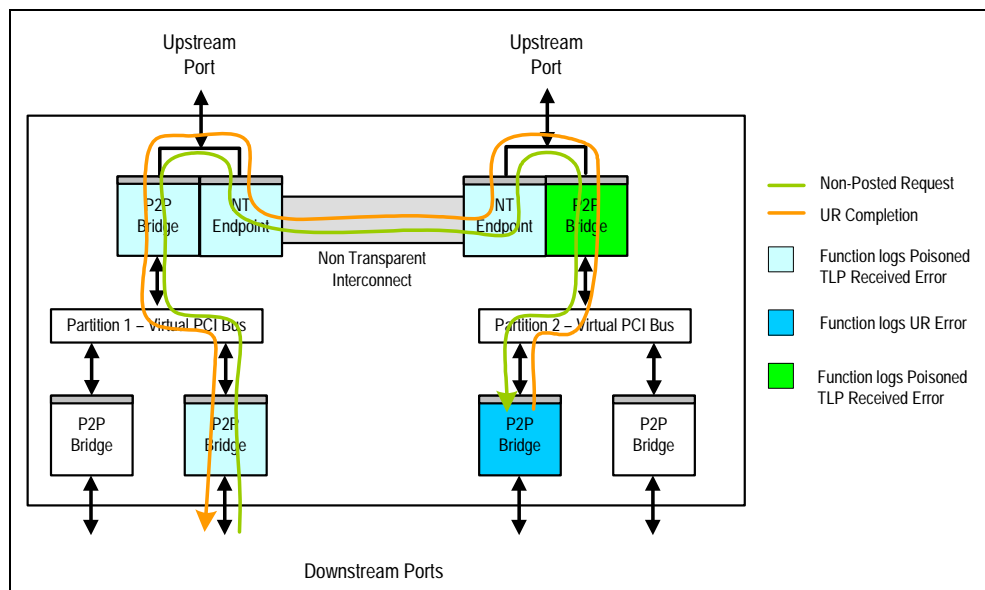 Upstream
Port
Upstream
Port
P2P
Bridge
NT
Endpoint
Non Transparent
Interconnect
NT
Endpoint
P2P
Bridge
Partition 1 – Virtual PCI Bus
Partition 2 – Virtual PCI Bus
P2P
Bridge
P2P
Bridge
P2P
Bridge
P2P
Bridge
Downstream Ports
Non-Posted Request
UR Completion
Function logs Poisoned
TLP Received Error
Function logs UR Error
Function logs Poisoned
TLP Received Error